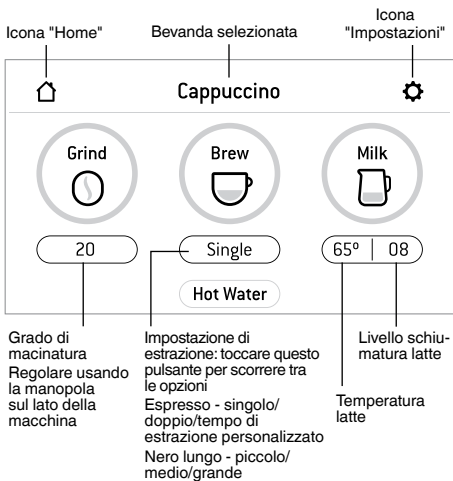 Icona "Home"
Bevanda selezionata
Icona
"Impostazioni"
Cappuccino
Grind
Brew
Milk
20
Single
65º | 08
Hot Water
Grado di
macinatura
Regolare usando
la manopola
sul lato della
macchina
Impostazione di
estrazione: toccare questo
pulsante per scorrere tra
le opzioni
Espresso - singolo/
doppio/tempo di
estrazione personalizzato
Nero lungo - piccolo/
medio/grande
Temperatura
latte
Livello schiu-
matura latte